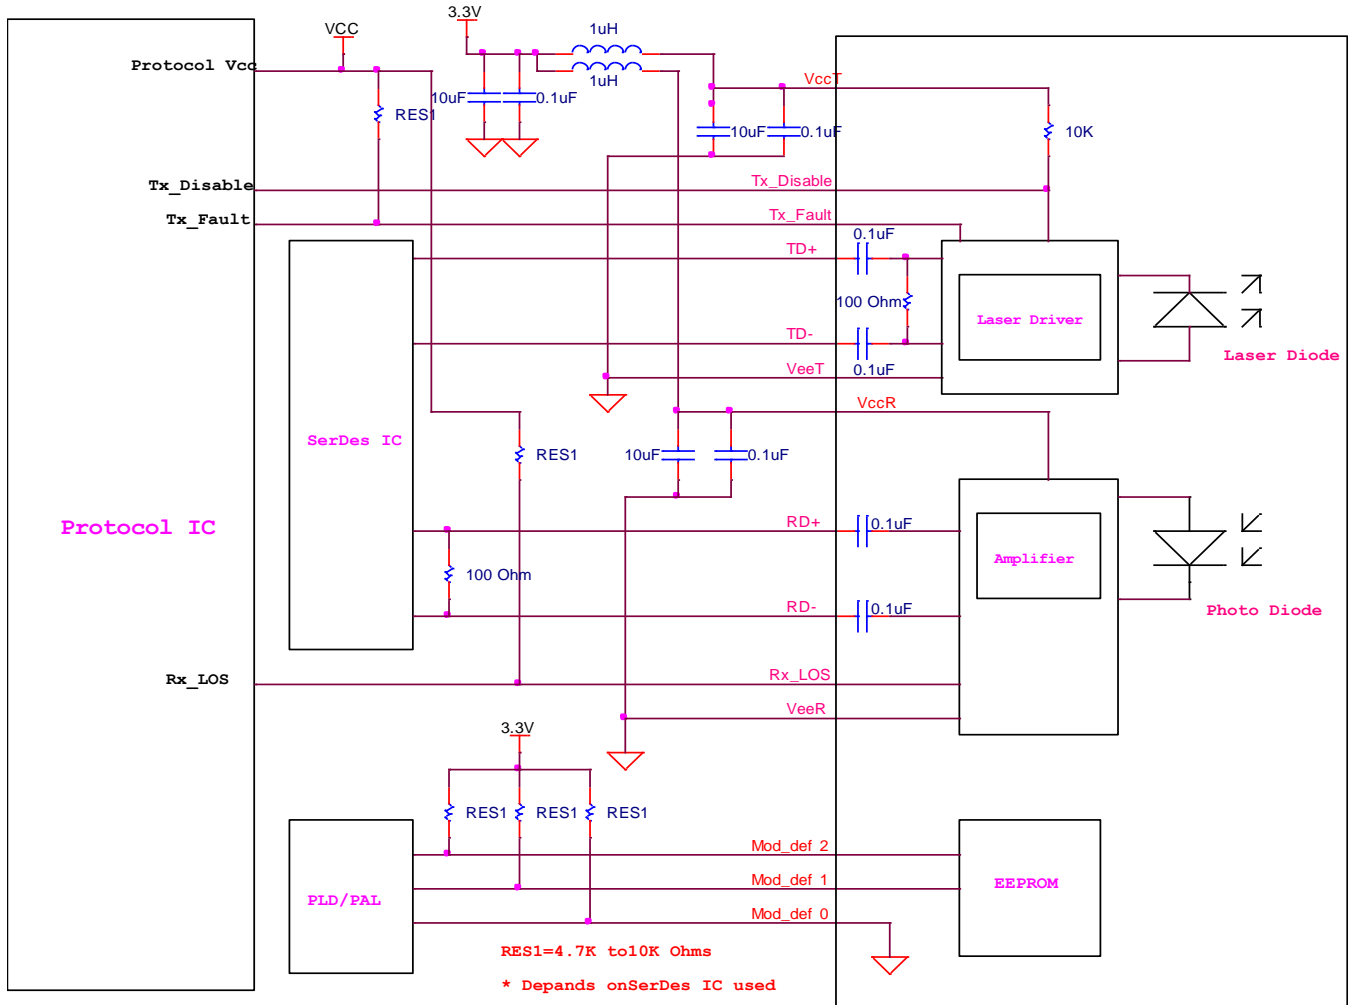 3.3V
VCC
1uH
Protocol Vcc
1uH
VccT
10uF
0.1uF
RES1
10uF
0.1uF
10K
Tx_Disable
Tx_Disable
Tx_Fault
Tx_Fault
0.1uF
TD+
100 Ohm
Laser Driver
TD-
Laser Diode
VeeT
0.1uF
VccR
SerDes IC
RES1
10uF
0.1uF
Protocol IC
RD+
0.1uF
Amplifier
100 Ohm
RD-
0.1uF
Photo Diode
Rx_LOS
Rx_LOS
VeeR
3.3V
RES1
RES1
RES1
Mod_def 2
Mod_def 1
EEPROM
PLD/PAL
Mod_def 0
RES1=4.7K to10K Ohms
* Depands onSerDes IC used